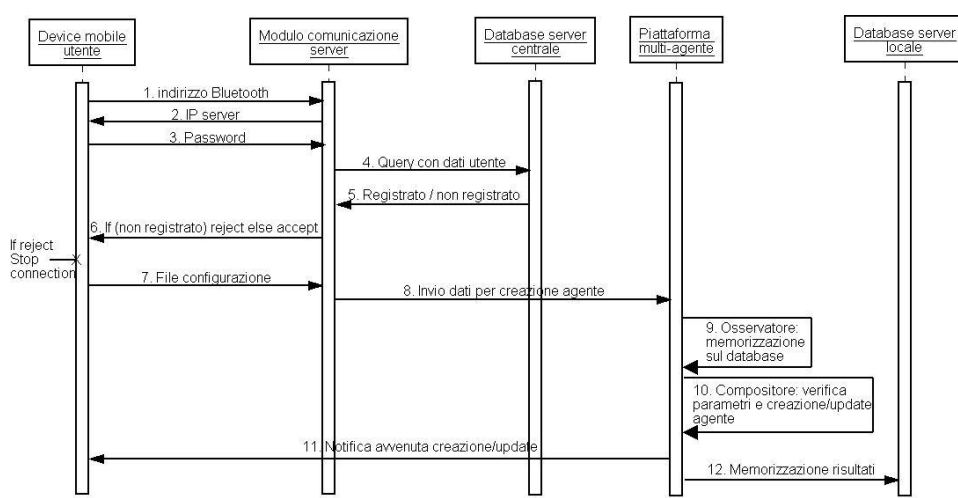 Device mobile
utente
Modulo comunicazione
server
Database server
centrale
Piattaforma
multi-agente
Database server
locale
1. indirizzo Bluetooth
2. IP server
3. Password
4. Query con dati utente
5. Registrato / non registrato
6. If (non registrato) reject else accept
If reject
Stop
connection
7. File configurazione
8. Invio dati per creazione agente
9. Osservatore:
memorizzazione
sul database
10. Compositore: verifica
parametri e creazione/update
agente
11. Notifica avvenuta creazione/update
12. Memorizzazione risultati